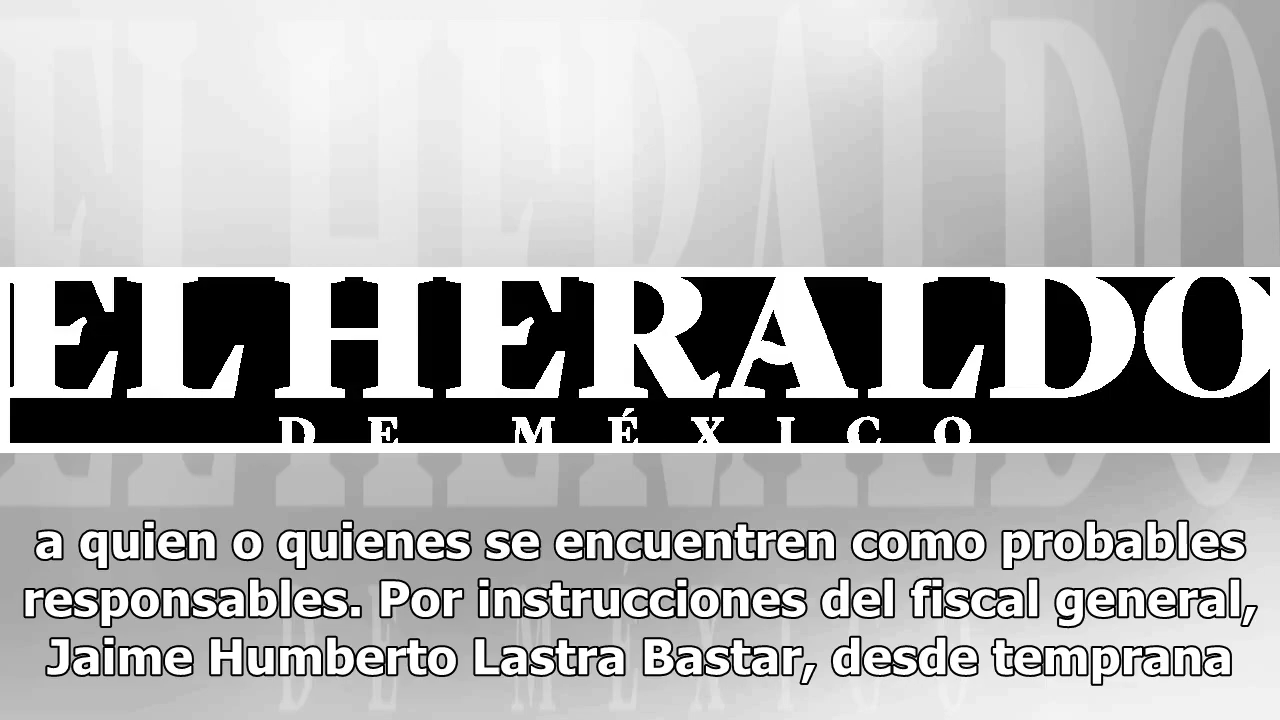 EL HERALDO
DE MÉXICO
a quien o quienes se encuentren como probables
responsables. Por instrucciones del fiscal general,
Jaime Humberto Lastra Bastar, desde temprana